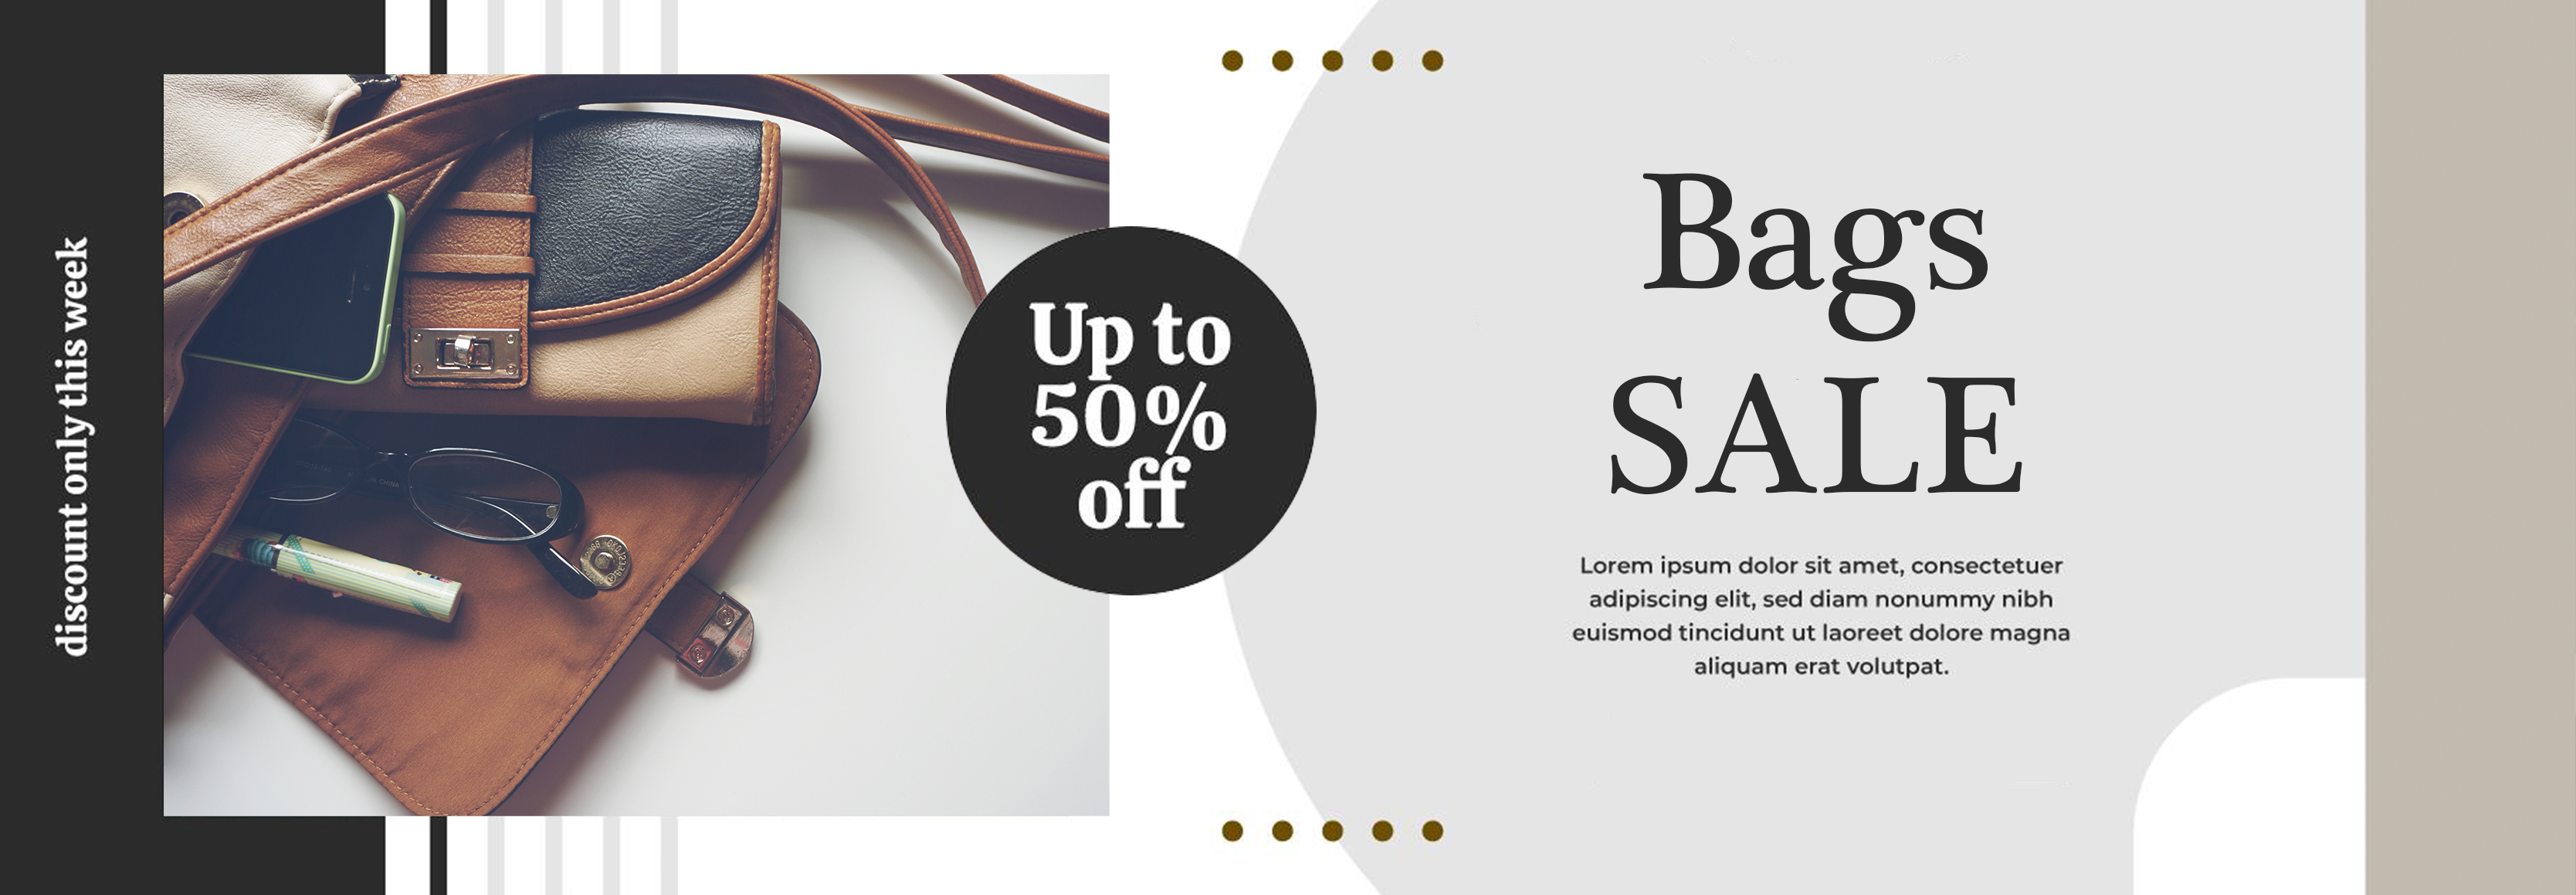 discount only this week
Up to
50%
off
Bags
SALE
Lorem ipsum dolor sit amet, consectetuer
adipiscing elit, sed diam nonummy nibh
euismod tincidunt ut laoreet dolore magna
aliquam erat volutpat.